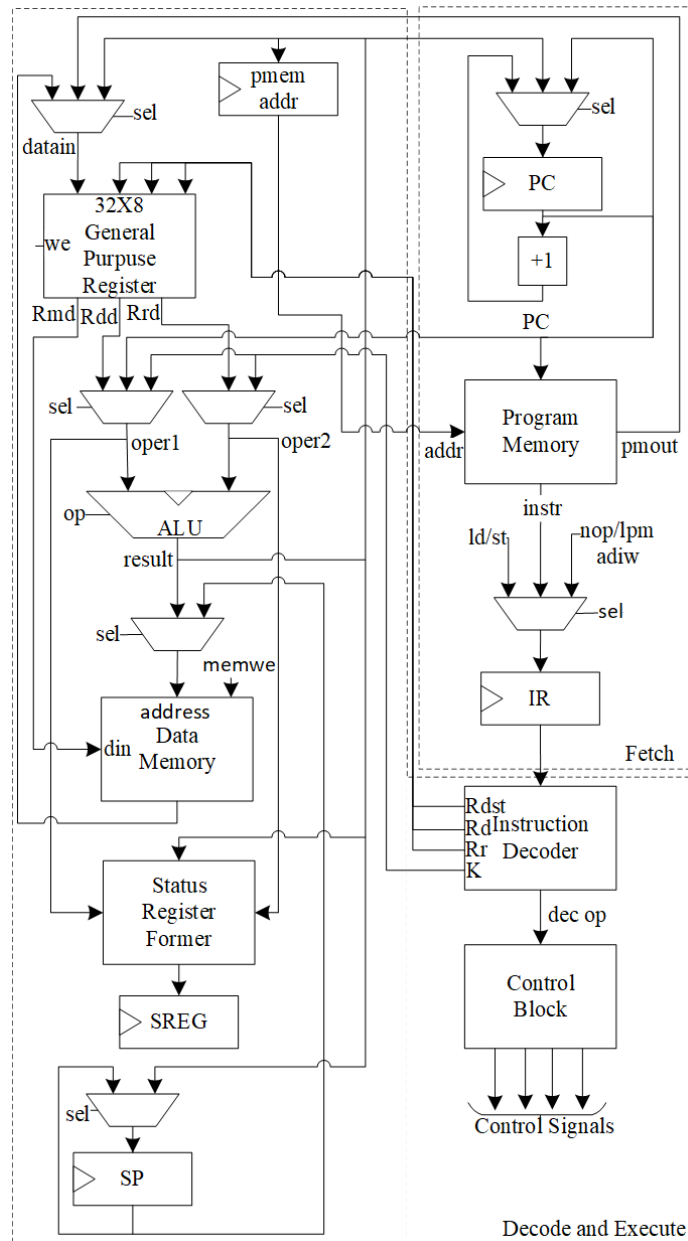 pmem
addr
sel
sel
datain
PC
32X8
General
Purpuse
Register
we
+1
Rmd
Rdd
Rrd
PC
sel
sel
Program
Memory
oper1
oper2
addr
pmout
op
ALU
instr
result
ld/st
nop/lpm
adiw
sel
sel
memwe
IR
address
Data
Memory
din
Fetch
Rdst
Rd
Rr
K
Instruction
Decoder
Status
Register
Former
dec op
Control
Block
SREG
sel
Control Signals
SP
Decode and Execute